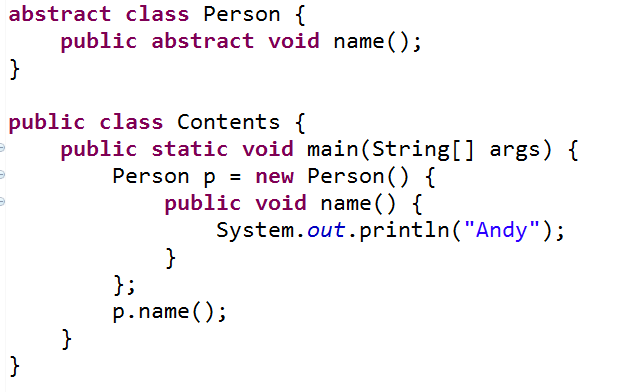 abstract class Person {
    public abstract void name();
}

public class Contents {
    public static void main(String[] args) {
        Person p = new Person() {
            public void name() {
                System.out.println("Andy");
            }
        };
        p.name();
    }
}